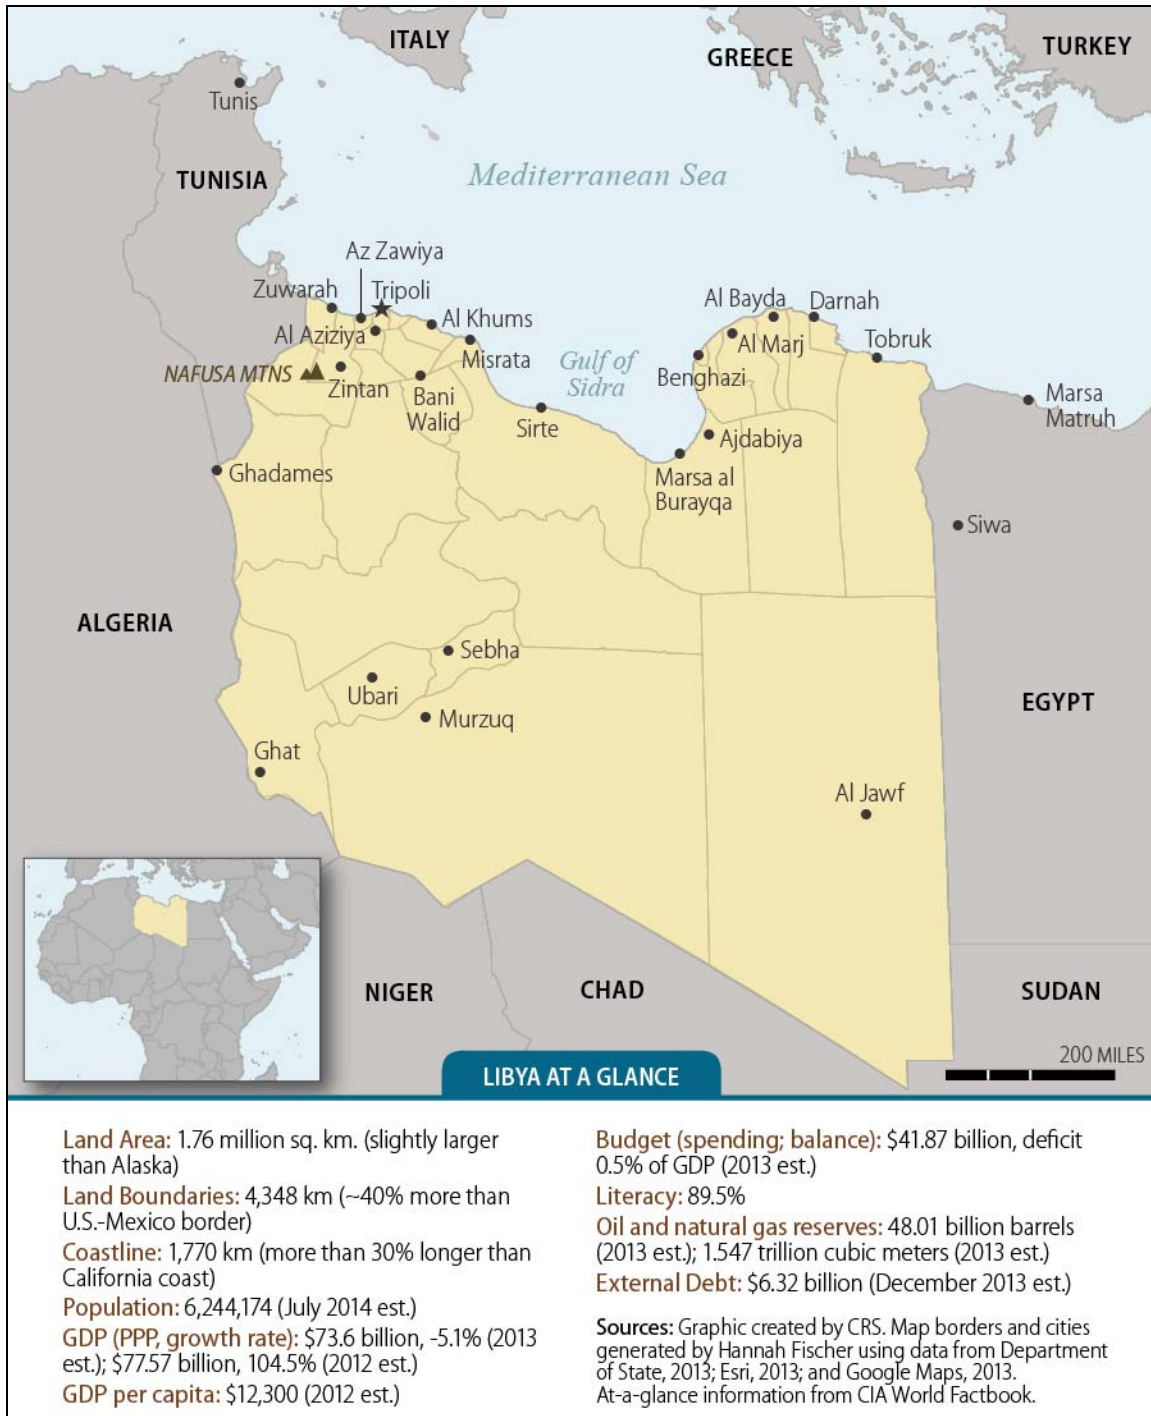 ITALY
GREECE
TURKEY
Tunis
TUNISIA
Mediterranean Sea
Az Zawiya
Zuwarah
Tripoli
Al Khums
Al Aziziya
Misrata
NAFUSA MTNS
Zintan
Bani
Walid
Sirte
Gulf of
Sidra
Al Bayda
Darnah
Al Marj
Tobruk
Benghazi
Marsa
Matruh
Ajdabiya
Marsa al
Burayqa
Ghadames
Siwa
ALGERIA
Sebha
Ubari
Murzuq
EGYPT
Ghat
Al Jawf
NIGER
CHAD
SUDAN
200 MILES
LIBYA AT A GLANCE
Land Area: 1.76 million sq. km. (slightly larger
than Alaska)
Land Boundaries: 4,348 km (~40% more than
U.S.-Mexico border)
Coastline: 1,770 km (more than 30% longer than
California coast)
Population: 6,244,174 (July 2014 est.)
GDP (PPP, growth rate): $73.6 billion, -5.1% (2013
est.); $77.57 billion, 104.5% (2012 est.)
GDP per capita: $12,300 (2012 est.)
Budget (spending; balance): $41.87 billion, deficit
0.5% of GDP (2013 est.)
Literacy: 89.5%
Oil and natural gas reserves: 48.01 billion barrels
(2013 est.); 1.547 trillion cubic meters (2013 est.)
External Debt: $6.32 billion (December 2013 est.)
Sources: Graphic created by CRS. Map borders and cities
generated by Hannah Fischer using data from Department
of State, 2013; Esri, 2013; and Google Maps, 2013.
At-a-glance information from CIA World Factbook.